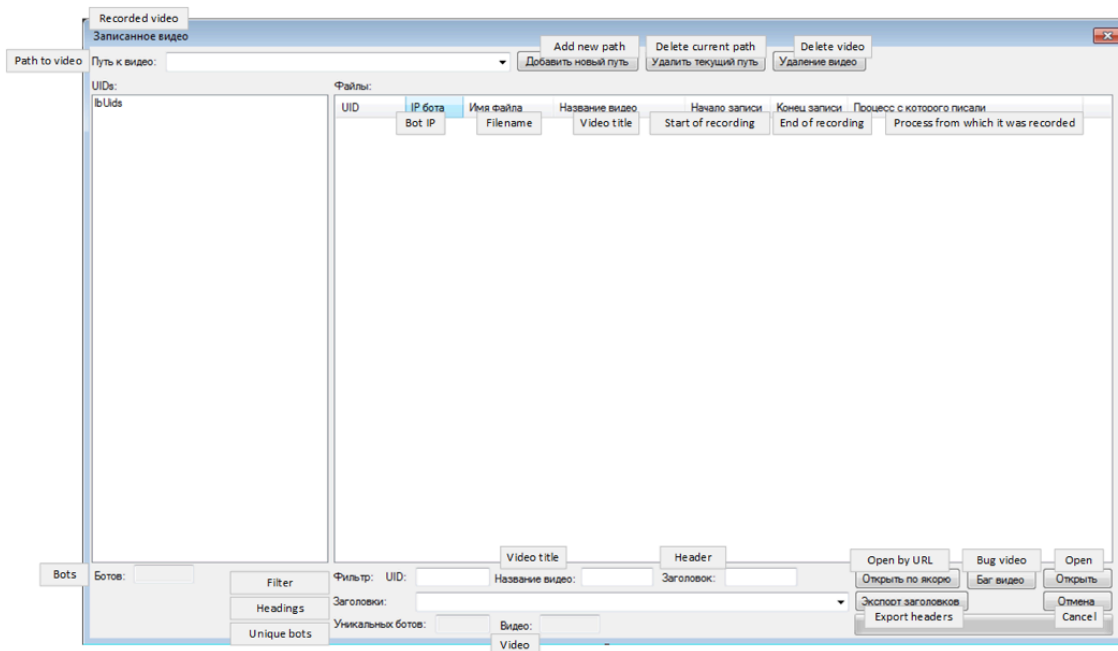 Recorded video
Записанное видео
Add new path Delete current path Delete video
Path to video Путь к видео: Добавить новый путь Удалить текущий путь Удаление видео
UIDs: Файлы:
lbUids
UID IP бота Имя файла Название видео Начало записи Конец записи Процесс с которого писали
Bot IP Filename Video title Start of recording End of recording Process from which it was recorded
Video title Header Open by URL Bug video Open
Bots Ботов: Filter Фильтр: UID: Название видео: Заголовок: Открыть по якорю Баг видео Открыть
Headings Заголовки: Экспорт заголовков Отмена
Export headers Cancel
Unique bots Уникальных ботов: Видео:
Video